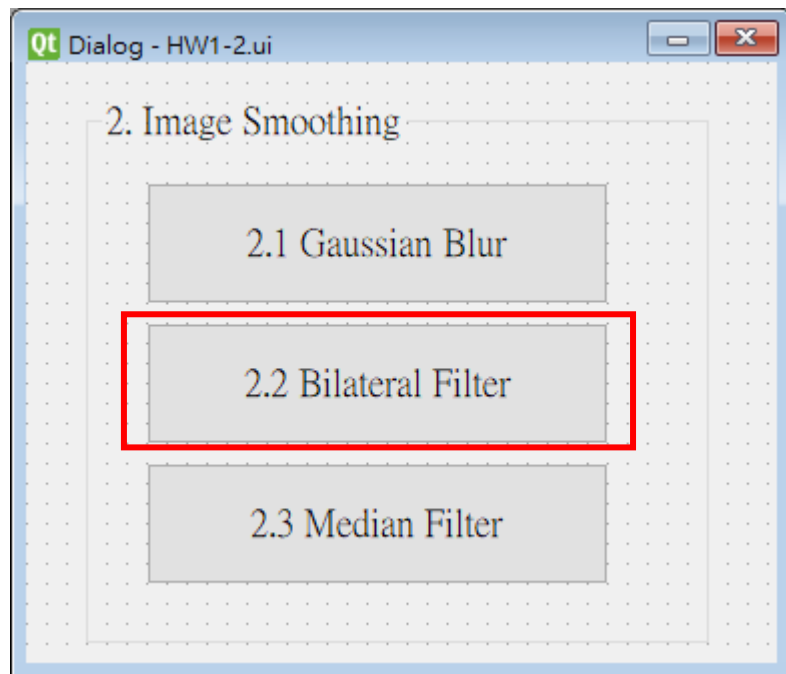 Qt Dialog - HW1-2.ui
2. Image Smoothing
2.1 Gaussian Blur
2.2 Bilateral Filter
2.3 Median Filter